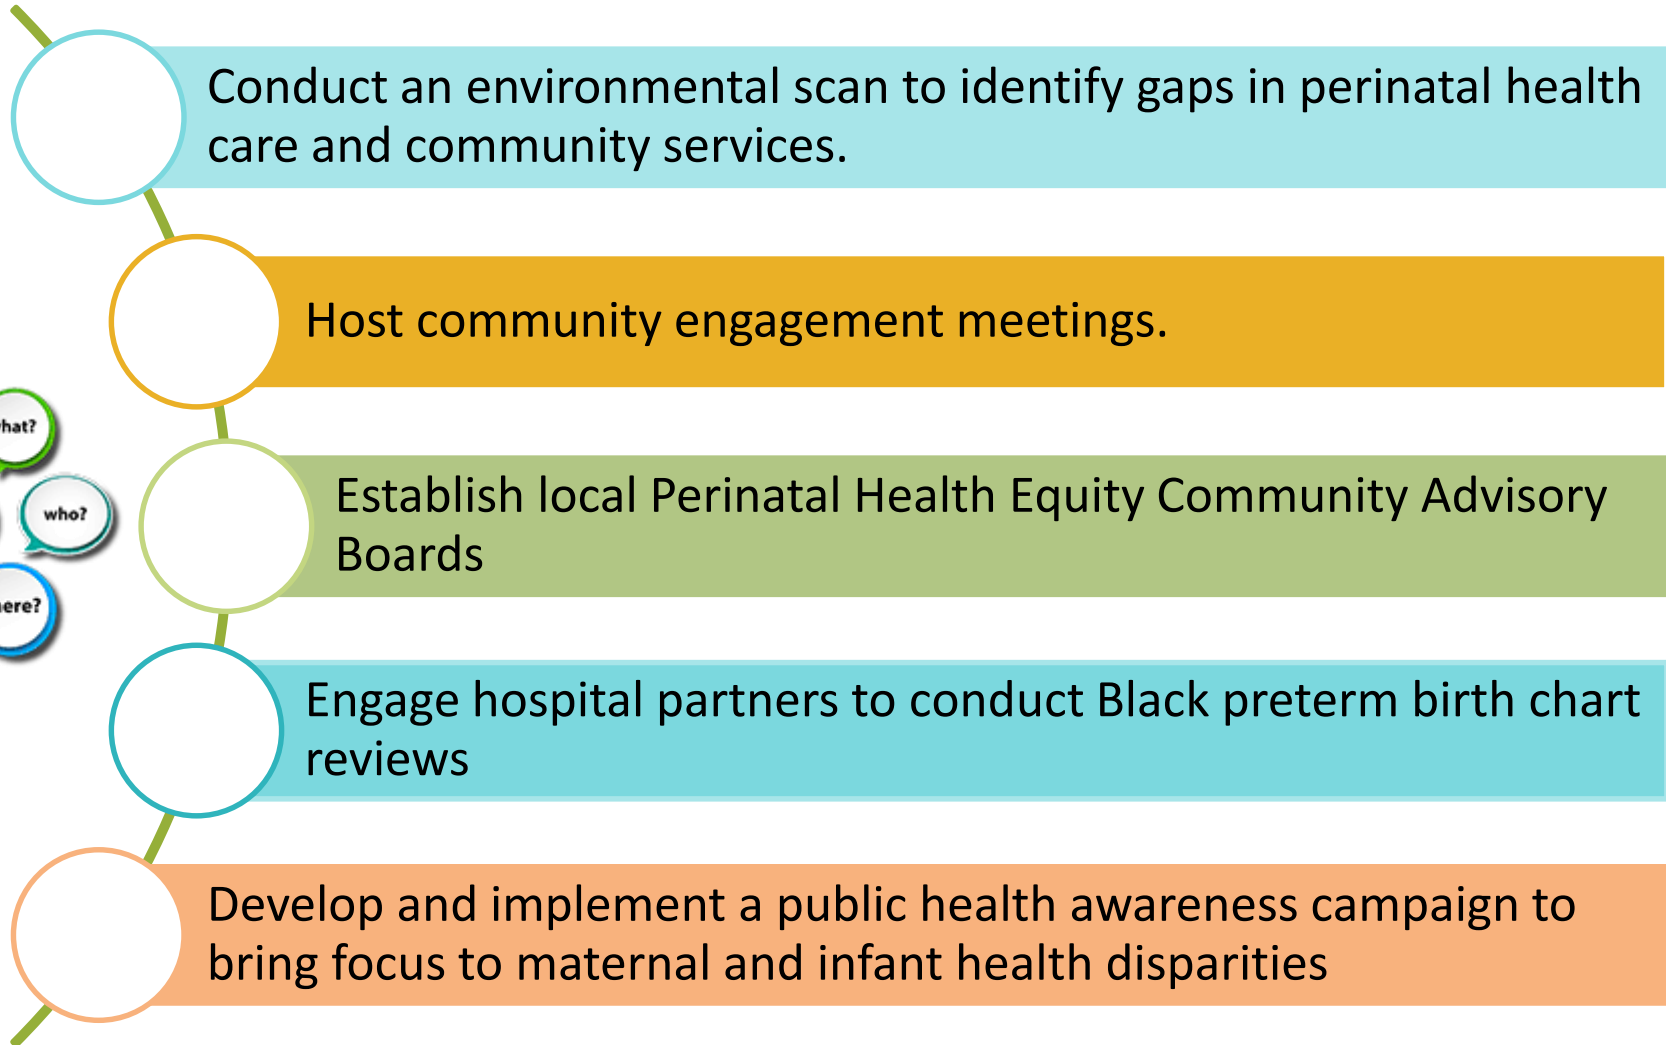 Conduct an environmental scan to identify gaps in perinatal health
care and community services.
Host community engagement meetings.
hat?
who?
Establish local Perinatal Health Equity Community Advisory
Boards
ere?
Engage hospital partners to conduct Black preterm birth chart
reviews
Develop and implement a public health awareness campaign to
bring focus to maternal and infant health disparities